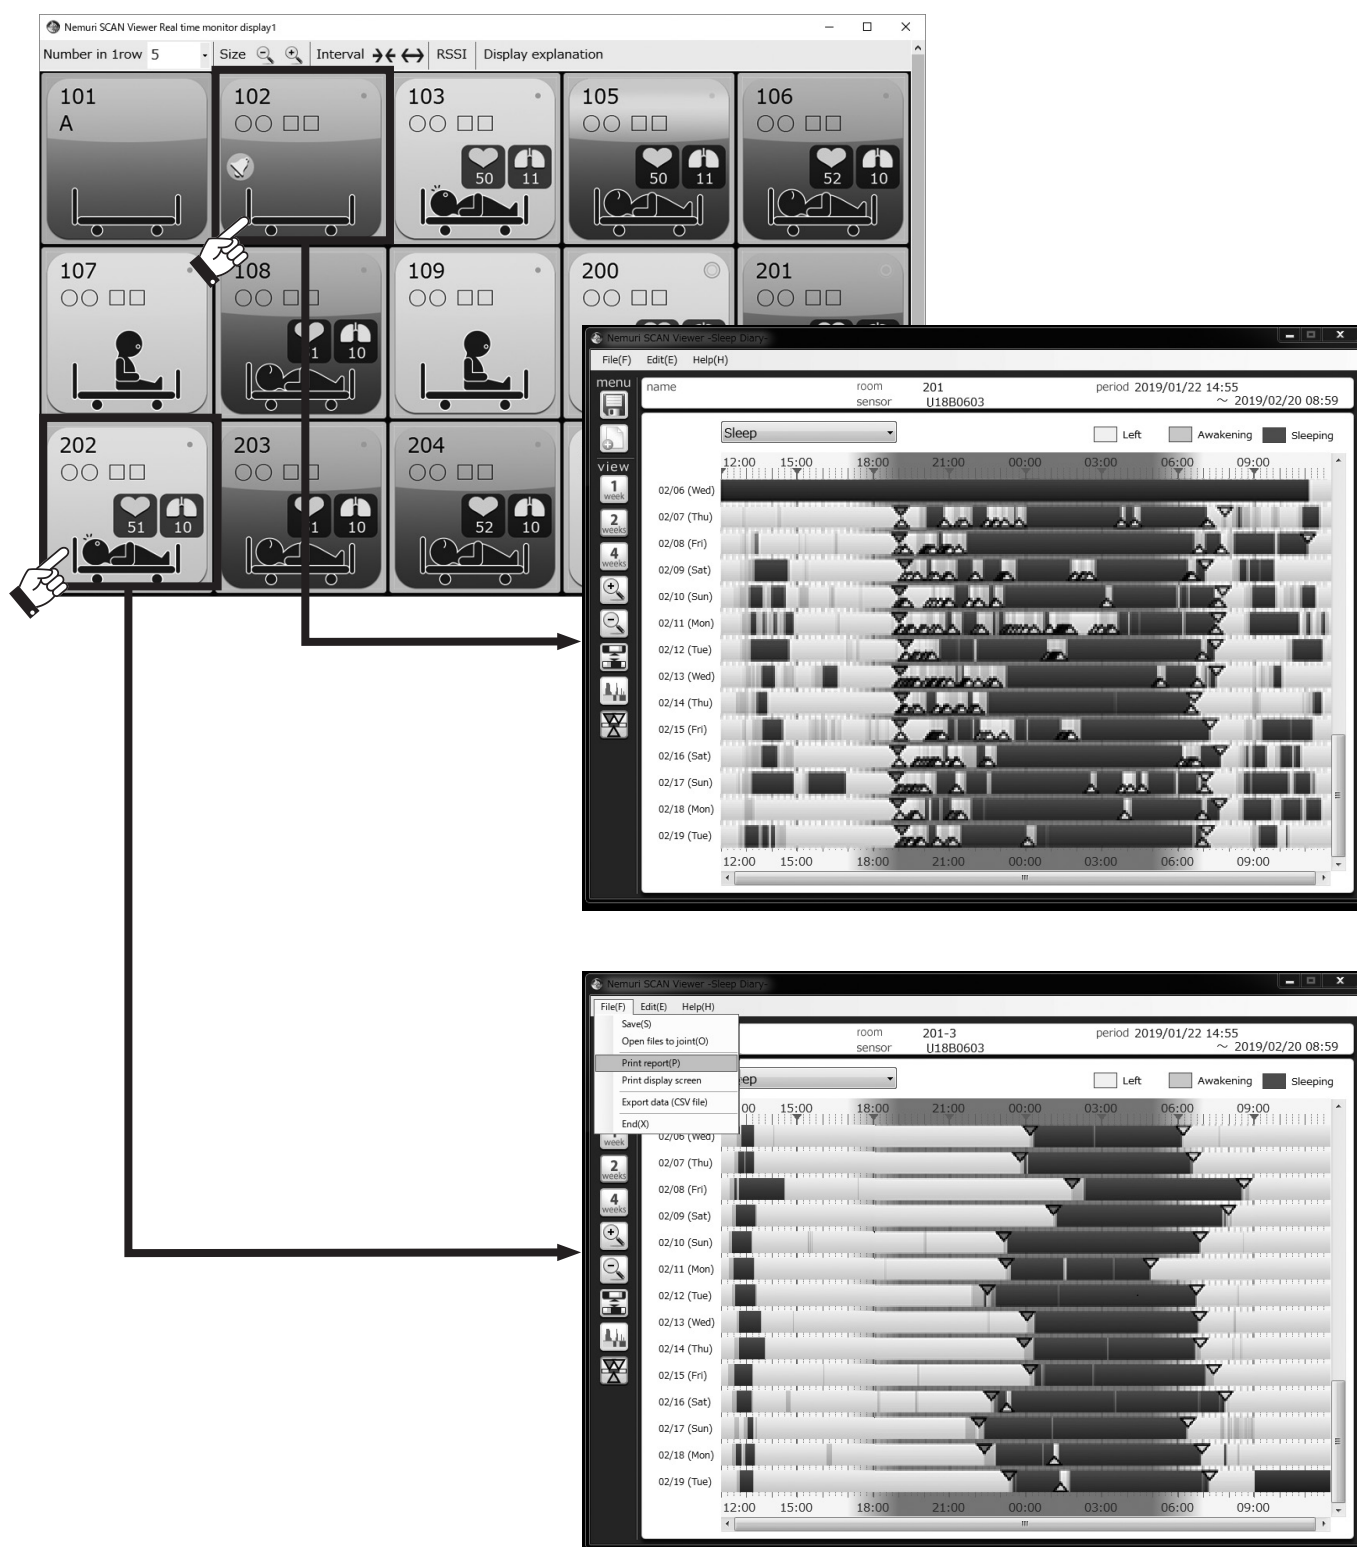 Nemuri SCAN Viewer Real time monitor display1
Number in 1row 5 Size Interval RSSI Display explanation
101 102 103 105 106
A ○○ □□ ○○ □□ ○○ □□ ○○ □□
50 11 50 11 52 10
107 108 109 200 201
○○ □□ ○○ □ ○○ □□ ○○ □□ ○○ □□
1 10
202 203 204
○○ □□ ○○ □□ ○○ □□
51 10 1 10 52 10
Nemuri SCAN Viewer -Sleep Diary-
File(F) Edit(E) Help(H)
menu
name room 201 period 2019/01/22 14:55
sensor U18B0603 ~ 2019/02/20 08:59
Sleep Left Awakening Sleeping
view
12:00 15:00 18:00 21:00 00:00 03:00 06:00 09:00
1 week
2 weeks
4 weeks
02/06 (Wed)
02/07 (Thu)
02/08 (Fri)
02/09 (Sat)
02/10 (Sun)
02/11 (Mon)
02/12 (Tue)
02/13 (Wed)
02/14 (Thu)
02/15 (Fri)
02/16 (Sat)
02/17 (Sun)
02/18 (Mon)
02/19 (Tue)
12:00 15:00 18:00 21:00 00:00 03:00 06:00 09:00
Nemuri SCAN Viewer -Sleep Diary-
File(F) Edit(E) Help(H)
Save(S)
Open files to joint(O)
Print report(P)
Print display screen
Export data (CSV file)
End(X)
room 201-3 period 2019/01/22 14:55
sensor U18B0603 ~ 2019/02/20 08:59
ep Left Awakening Sleeping
00 15:00 18:00 21:00 00:00 03:00 06:00 09:00
week
2 weeks
4 weeks
02/06 (Wed)
02/07 (Thu)
02/08 (Fri)
02/09 (Sat)
02/10 (Sun)
02/11 (Mon)
02/12 (Tue)
02/13 (Wed)
02/14 (Thu)
02/15 (Fri)
02/16 (Sat)
02/17 (Sun)
02/18 (Mon)
02/19 (Tue)
12:00 15:00 18:00 21:00 00:00 03:00 06:00 09:00